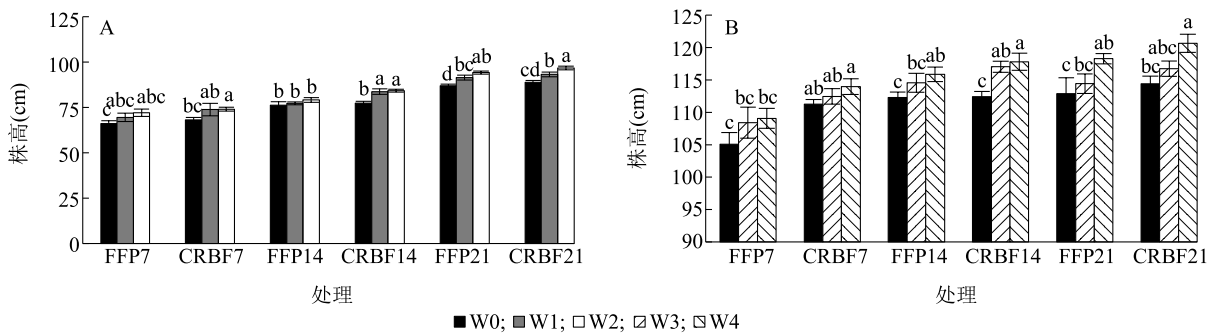 A
株高(cm)
125
100
75
50
25
0
c abc abc bc ab a b b b b a a d bc ab cd b a
FFP7 CRBF7 FFP14 CRBF14 FFP21 CRBF21
处理
B
株高(cm)
125
120
115
110
105
100
95
90
c bc bc bc ab a c ab ab c ab ab c bc ab abc abc a
FFP7 CRBF7 FFP14 CRBF14 FFP21 CRBF21
处理
W0; W1; W2; W3; W4